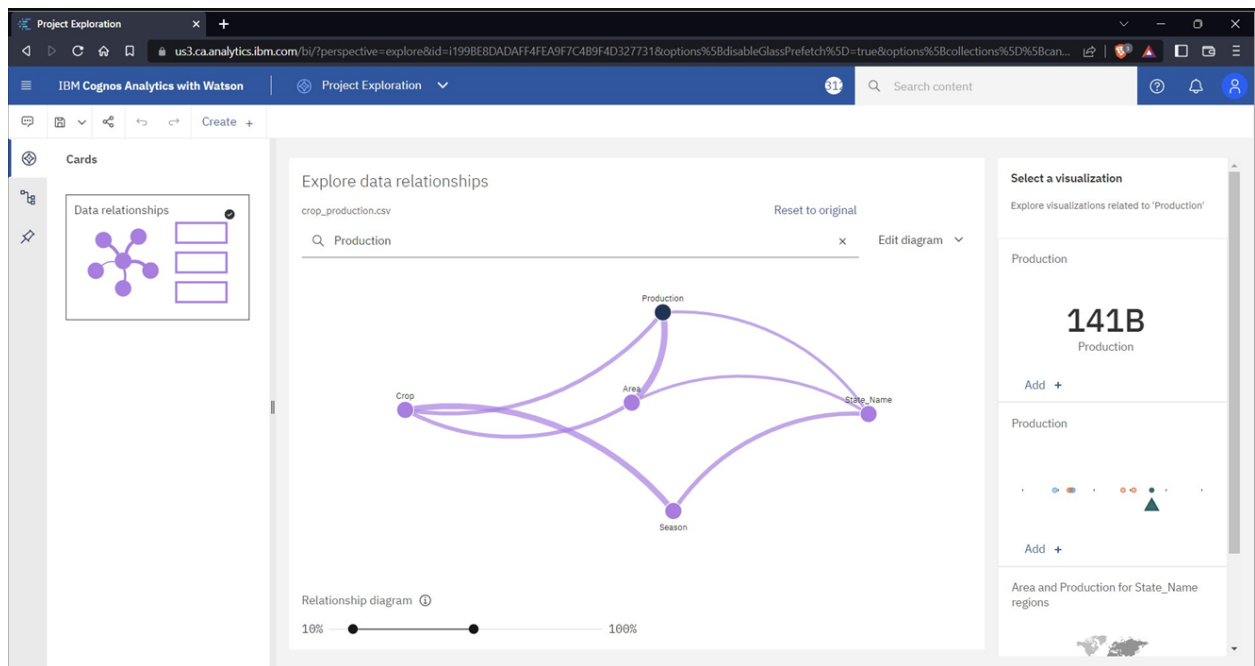 Project Exploration
us3.ca.analytics.ibm.com/bi/?perspective=explore&id=i199BE8DADAFF4FEA9F7C4B9F4D327731&options%5BdisableGlassPrefetch%5D=true&options%5Bcollections%5D%5Bcan...
IBM Cognos Analytics with Watson
Project Exploration
Search content
Create +
Cards
Data relationships
Explore data relationships
crop_production.csv
Reset to original
Production
Edit diagram
Production
Crop
Area
State_Name
Season
Relationship diagram
10%
100%
Select a visualization
Explore visualizations related to 'Production'
Production
141B
Production
Add +
Production
Add +
Area and Production for State_Name
regions